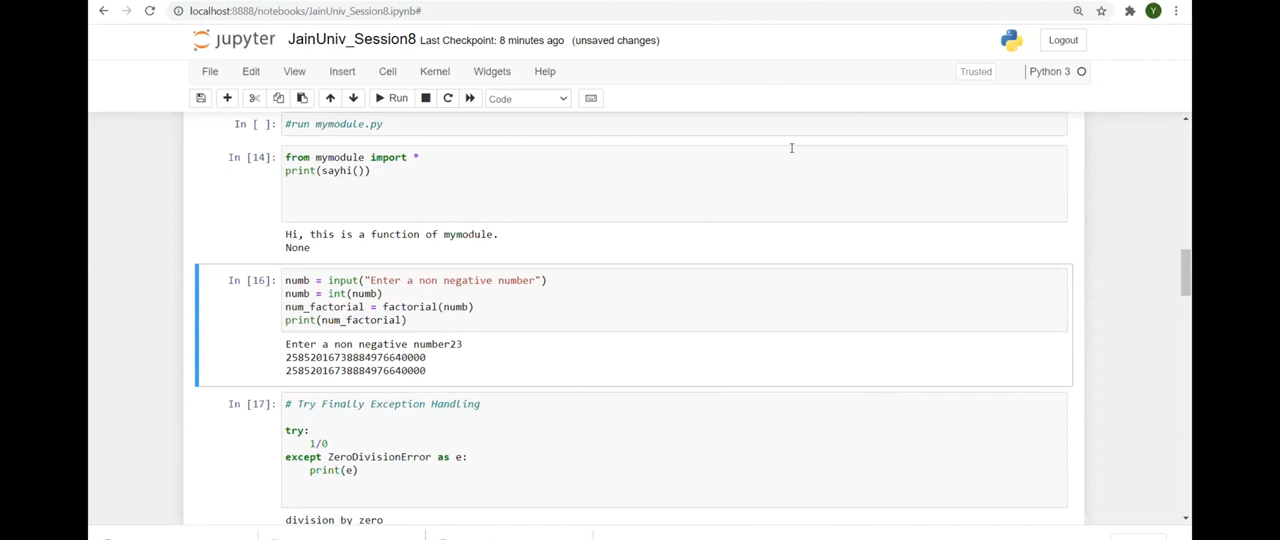 localhost:8888/notebooks/JainUniv_Session8.ipynb#
Y
jupyter JainUniv_Session8 Last Checkpoint: 8 minutes ago (unsaved changes)
Logout
File Edit View Insert Cell Kernel Widgets Help
Trusted Python 3
Run Code
In [ ]: #run mymodule.py
In [14]: from mymodule import *
print(sayhi())
Hi, this is a function of mymodule.
None
In [16]: numb = input("Enter a non negative number")
numb = int(numb)
num_factorial = factorial(numb)
print(num_factorial)
Enter a non negative number23
25852016738884976640000
25852016738884976640000
In [17]: # Try Finally Exception Handling
try:
1/0
except ZeroDivisionError as e:
print(e)
division by zero